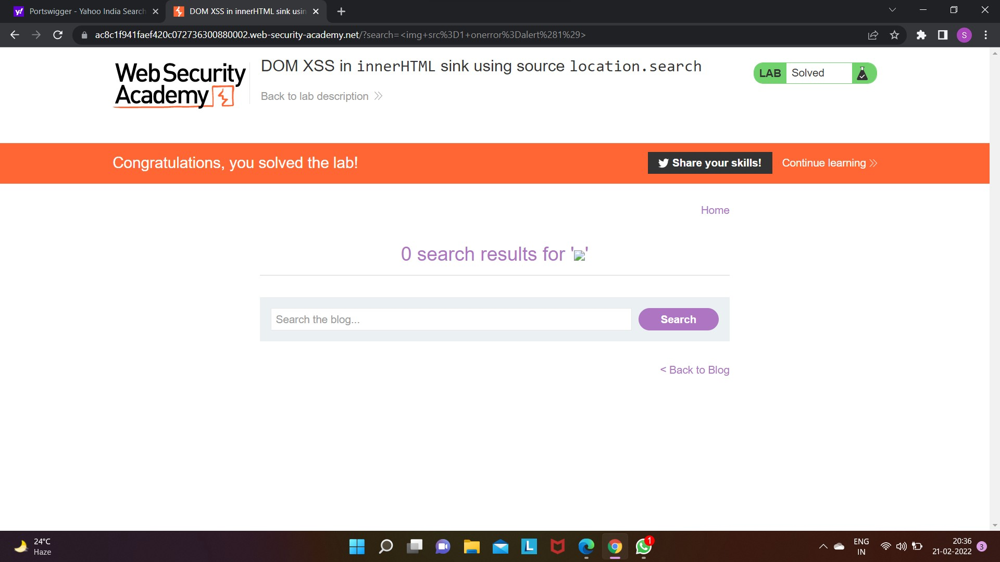 Portswigger - Yahoo India Search
DOM XSS in innerHTML sink usin
ac8c1f941faef420c072736300880002.web-security-academy.net/?search=<img+src%3D1+onerror%3Dalert%281%29>
S
WebSecurity
Academy
DOM XSS in innerHTML sink using source location.search
Back to lab description
LAB Solved
Congratulations, you solved the lab!
Share your skills!
Continue learning
Home
0 search results for ''
Search the blog...
Search
< Back to Blog
24°C
Haze
L
1
ENG
IN
20:36
21-02-2022
3